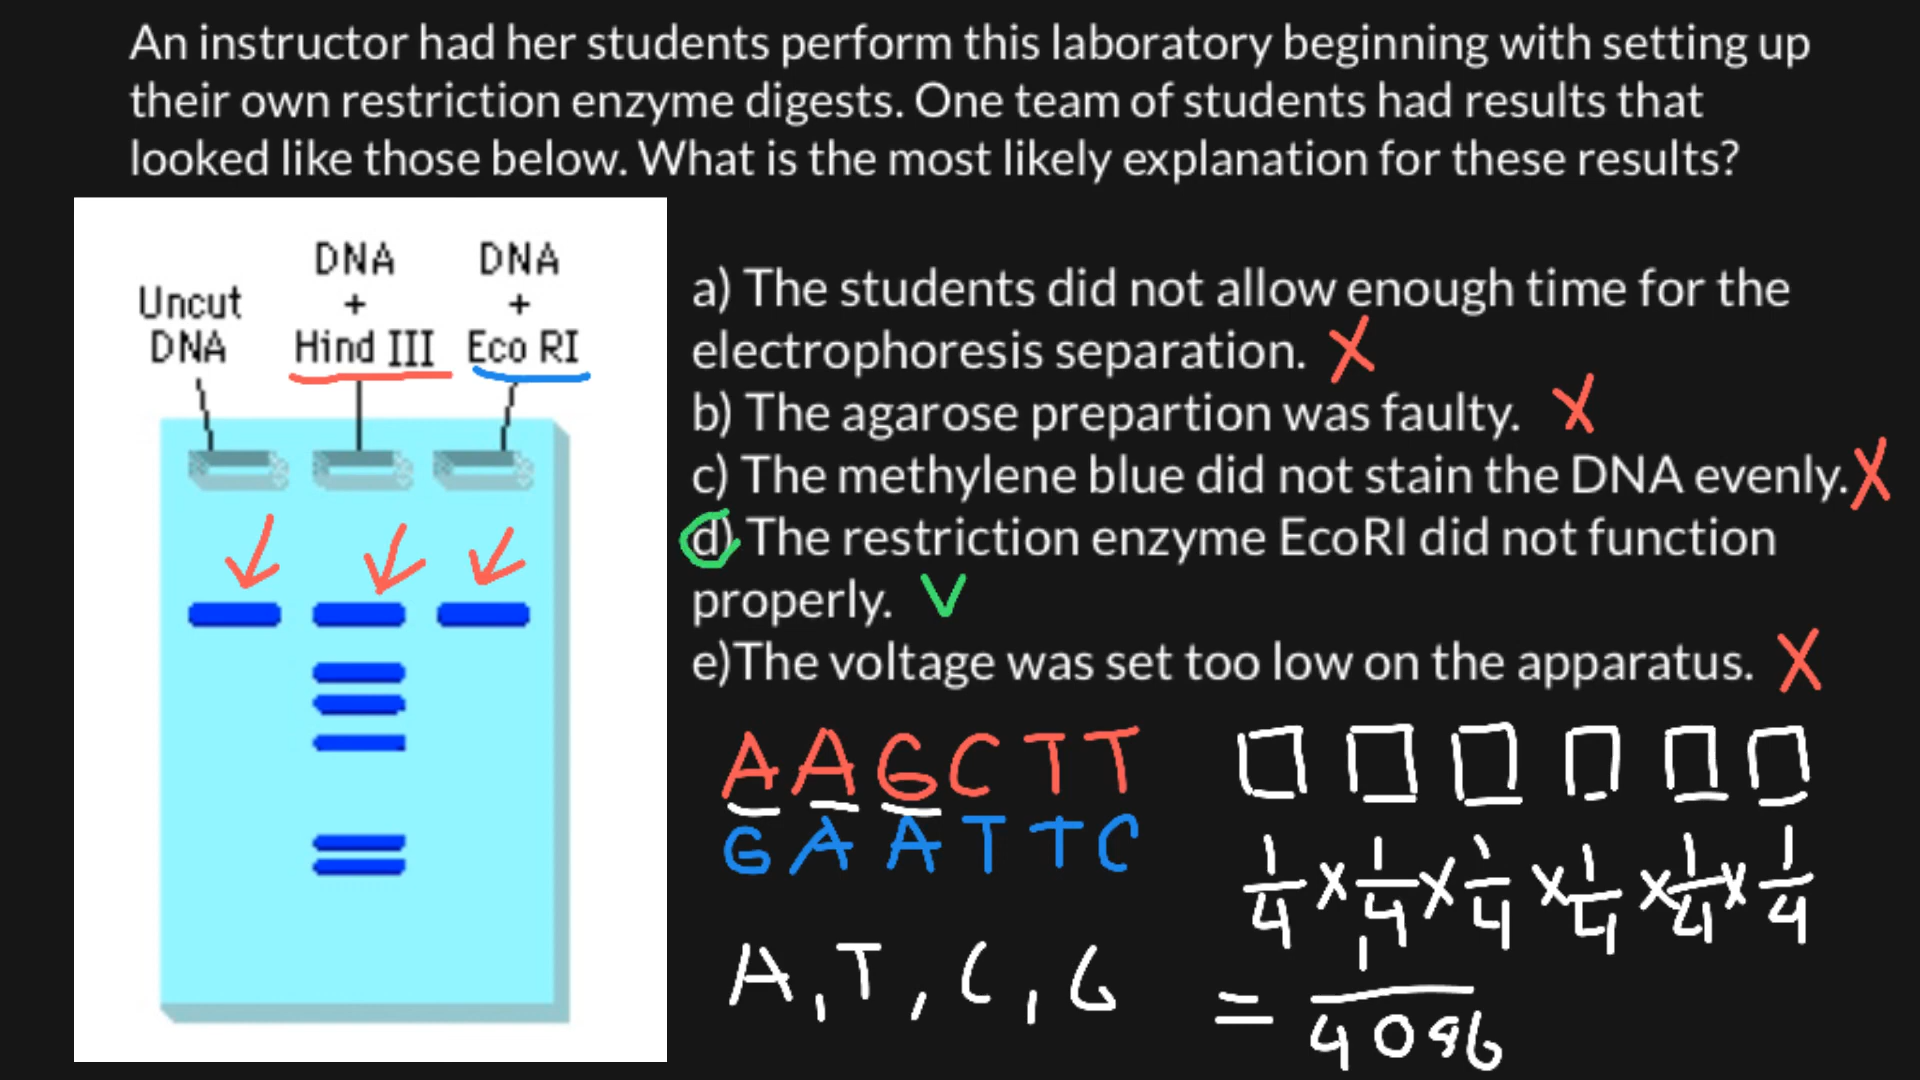 An instructor had her students perform this laboratory beginning with setting up
their own restriction enzyme digests. One team of students had results that
looked like those below. What is the most likely explanation for these results?
Uncut
DNA
DNA
+
Hind III
DNA
+
Eco RI
a) The students did not allow enough time for the
electrophoresis separation. X
b) The agarose prepartion was faulty. X
c) The methylene blue did not stain the DNA evenly. X
d) The restriction enzyme EcoRI did not function
properly. V
e)The voltage was set too low on the apparatus. X
A A G C T T
G A A T T C
A, T, C, G
1/4 x 1/4 x 1/4 x 1/4 x 1/4 x 1/4
= 1/4096